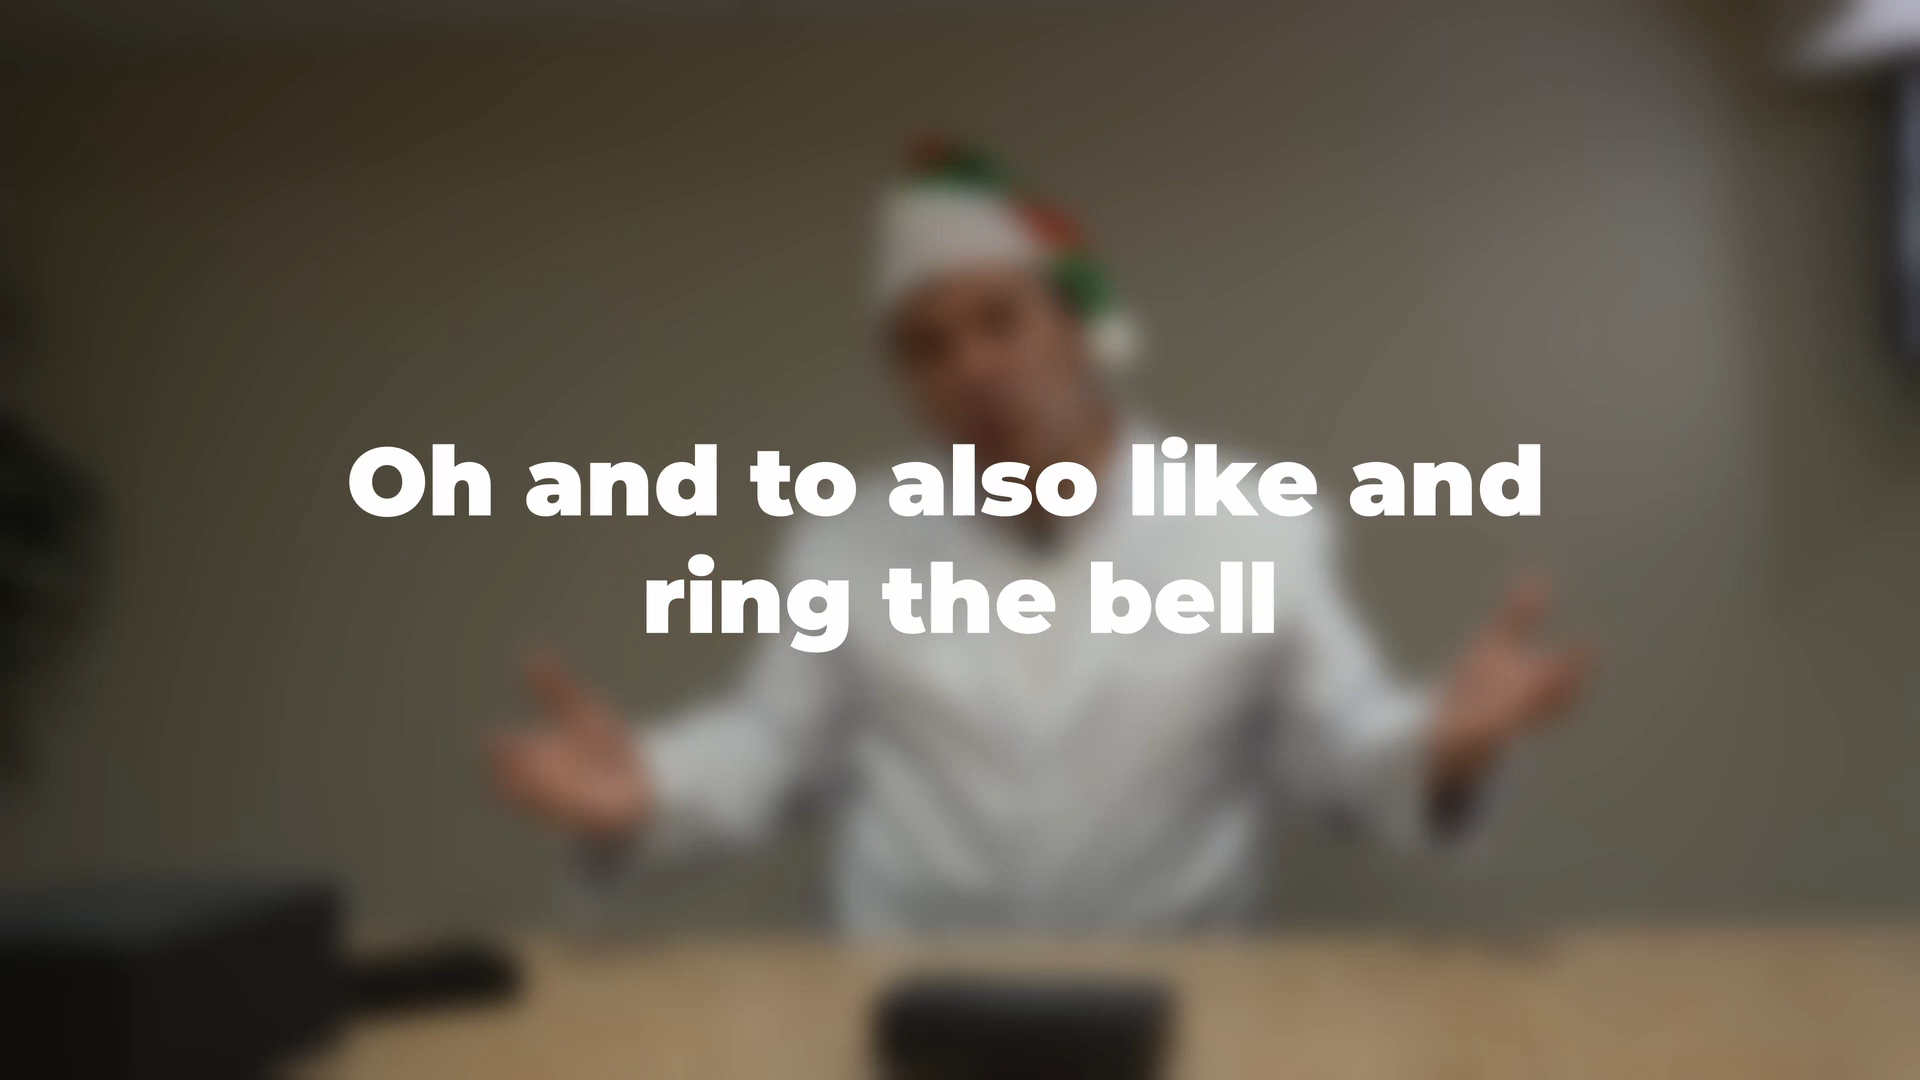 Oh and to also like and
ring the bell